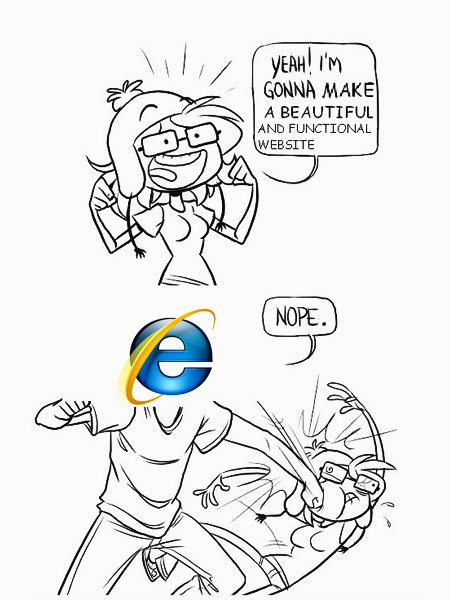 YEAH! I'M
GONNA MAKE
A BEAUTIFUL
AND FUNCTIONAL
WEBSITE
NOPE.